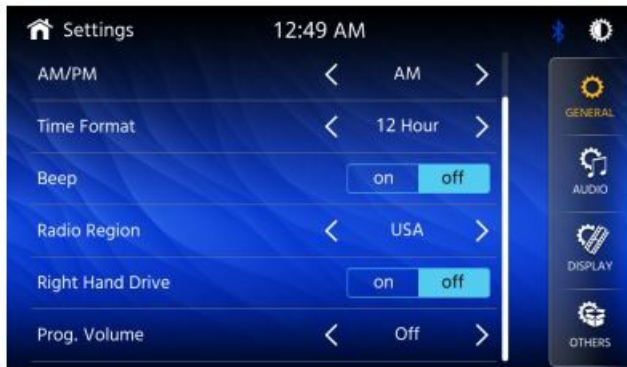 Settings 12:49 AM
AM/PM AM
Time Format 12 Hour
Beep on off
Radio Region USA
Right Hand Drive on off
Prog. Volume Off
GENERAL
AUDIO
DISPLAY
OTHERS